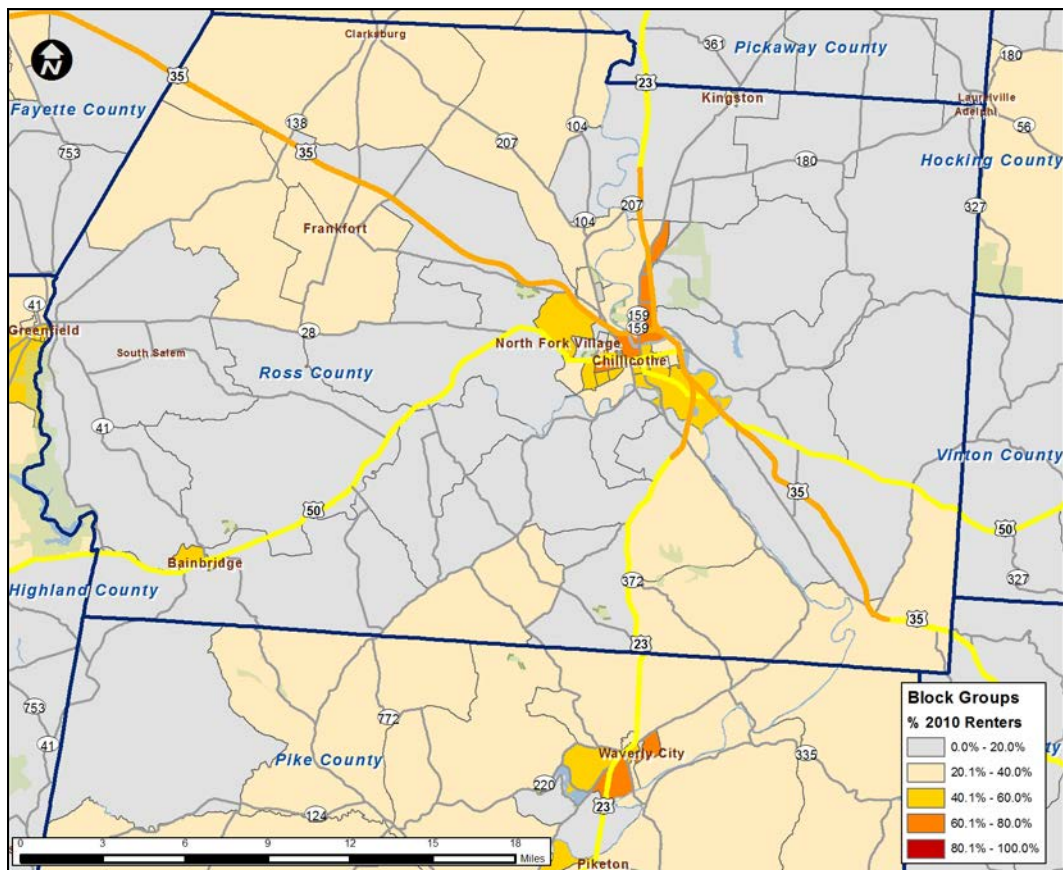 Clarksburg
361
Pickaway County
180
35
23
Kingston
Laurelville
Adelphi
Fayette County
138
104
56
753
35
207
180
Hocking County
207
327
Frankfort
104
41
159
Greenfield
28
159
North Fork Village
South Salem
Chillicothe
Ross County
41
Vinton County
35
50
50
Bainbridge
327
Highland County
372
35
23
Block Groups
% 2010 Renters
753
772
0.0% - 20.0%
41
Waverly City
335
20.1% - 40.0%
Pike County
220
40.1% - 60.0%
23
60.1% - 80.0%
124
80.1% - 100.0%
0 3 6 9 12 15 18
Miles
Piketon
N